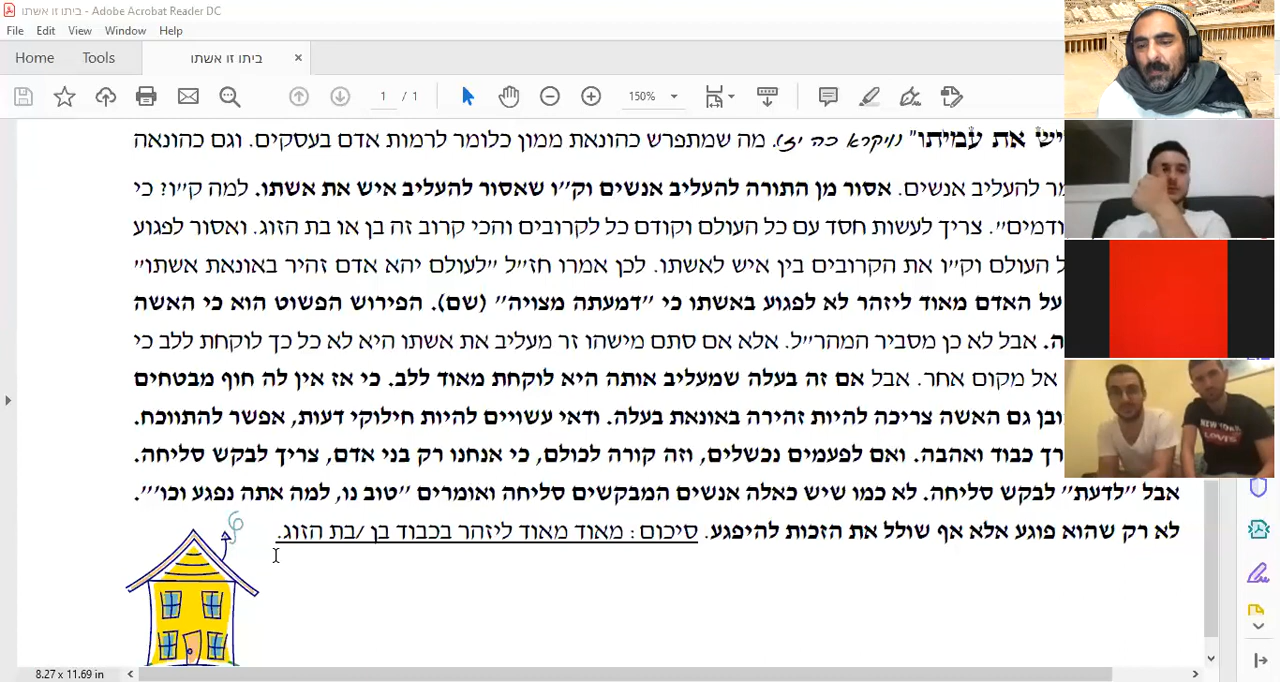 ביתו זו אשתו - Adobe Acrobat Reader DC
File Edit View Window Help
Home Tools ביתו זו אשתו ×
1 / 1 150%
יש את עמיתו" (ויקרא כה יז). מה שמתפרש כהונאת ממון כלומר לרמות אדם בעסקים. וגם כהונאה
מר להעליב אנשים. אסור מן התורה להעליב אנשים וק"ו שאסור להעליב איש את אשתו. למה ק"ו? כי
ודמים". צריך לעשות חסד עם כל העולם וקודם כל לקרובים והכי קרוב זה בן או בת הזוג. ואסור לפגוע
ל העולם וק"ו את הקרובים בין איש לאשתו. לכן אמרו חז"ל "לעולם יהא אדם זהיר באונאת אשתו"
על האדם מאוד ליזהר לא לפגוע באשתו כי "דמעתה מצויה" (שם). הפירוש הפשוט הוא כי האשה
ה. אבל לא כן מסביר המהר"ל. אלא אם סתם מישהו זר מעליב את אשתו היא לא כל כך לוקחת ללב כי
אל מקום אחר. אבל אם זה בעלה שמעליב אותה היא לוקחת מאוד ללב. כי אז אין לה חוף מבטחים
ובן גם האשה צריכה להיות זהירה באונאת בעלה. ודאי עשויים להיות חילוקי דעות, אפשר להתווכח.
רך כבוד ואהבה. ואם לפעמים נכשלים, וזה קורה לכולם, כי אנחנו רק בני אדם, צריך לבקש סליחה.
אבל "לדעת" לבקש סליחה. לא כמו שיש כאלה אנשים המבקשים סליחה ואומרים "טוב נו, למה אתה נפגע וכו'".
לא רק שהוא פוגע אלא אף שולל את הזכות להיפגע. סיכום: מאוד מאוד ליזהר בכבוד בן /בת הזוג.
NEW YORK
LEVI'S
8.27 x 11.69 in